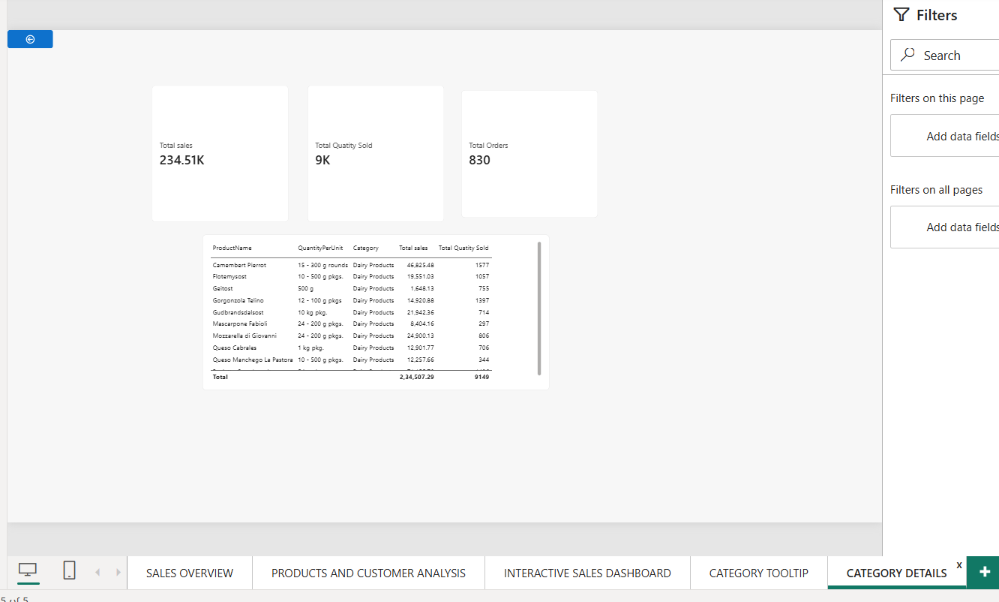 Filters
Search
Filters on this page
Add data fields
Filters on all pages
Add data fields
Total sales
234.51K
Total Quatity Sold
9K
Total Orders
830
ProductName QuantityPerUnit Category Total sales Total Quatity Sold
Camembert Pierrot 15 - 300 g rounds Dairy Products 46,825.48 1577
Flotemysost 10 - 500 g pkgs. Dairy Products 19,551.03 1057
Geitost 500 g Dairy Products 1,648.13 755
Gorgonzola Telino 12 - 100 g pkgs Dairy Products 14,920.88 1397
Gudbrandsdalsost 10 kg pkg. Dairy Products 21,942.36 714
Mascarpone Fabioli 24 - 200 g pkgs. Dairy Products 8,404.16 297
Mozzarella di Giovanni 24 - 200 g pkgs. Dairy Products 24,900.13 806
Queso Cabrales 1 kg pkg. Dairy Products 12,901.77 706
Queso Manchego La Pastora 10 - 500 g pkgs. Dairy Products 12,257.66 344
Total 2,34,507.29 9149
SALES OVERVIEW PRODUCTS AND CUSTOMER ANALYSIS INTERACTIVE SALES DASHBOARD CATEGORY TOOLTIP CATEGORY DETAILS x +
5 of 5